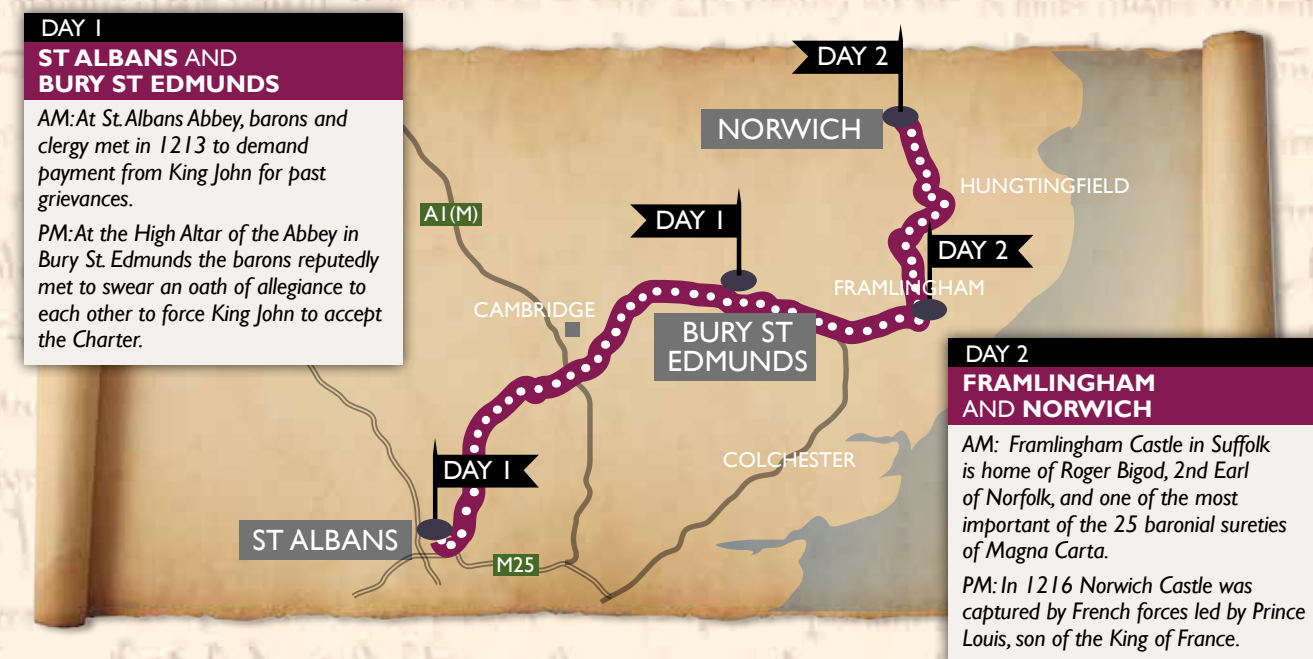 DAY 1
ST ALBANS AND
BURY ST EDMUNDS
AM: At St. Albans Abbey, barons and
clergy met in 1213 to demand
payment from King John for past
grievances.
PM: At the High Altar of the Abbey in
Bury St. Edmunds the barons reputedly
met to swear an oath of allegiance to
each other to force King John to accept
the Charter.
DAY 2
NORWICH
HUNGTINGFIELD
A1(M)
DAY 1
DAY 2
FRAMLINGHAM
CAMBRIDGE
BURY ST
EDMUNDS
COLCHESTER
DAY 1
ST ALBANS
M25
DAY 2
FRAMLINGHAM
AND NORWICH
AM: Framlingham Castle in Suffolk
is home of Roger Bigod, 2nd Earl
of Norfolk, and one of the most
important of the 25 baronial sureties
of Magna Carta.
PM: In 1216 Norwich Castle was
captured by French forces led by Prince
Louis, son of the King of France.